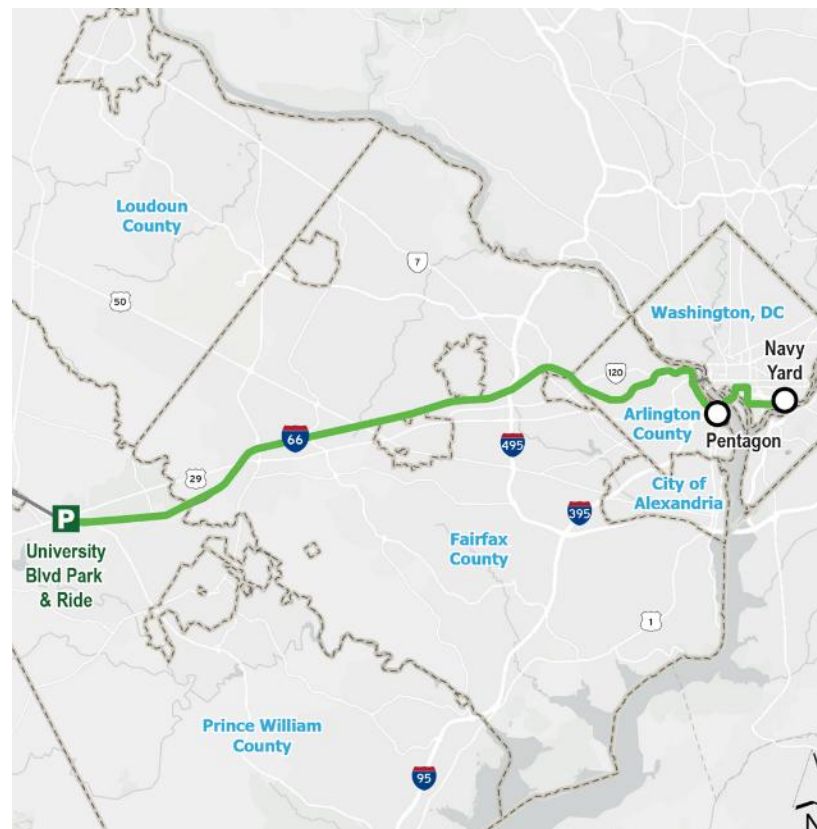 Loudoun
County
7
50
Washington, DC
Navy
Yard
120
Arlington
County
Pentagon
66
495
29
City of
Alexandria
P
395
University
Blvd Park
& Ride
Fairfax
County
1
Prince William
County
95
N